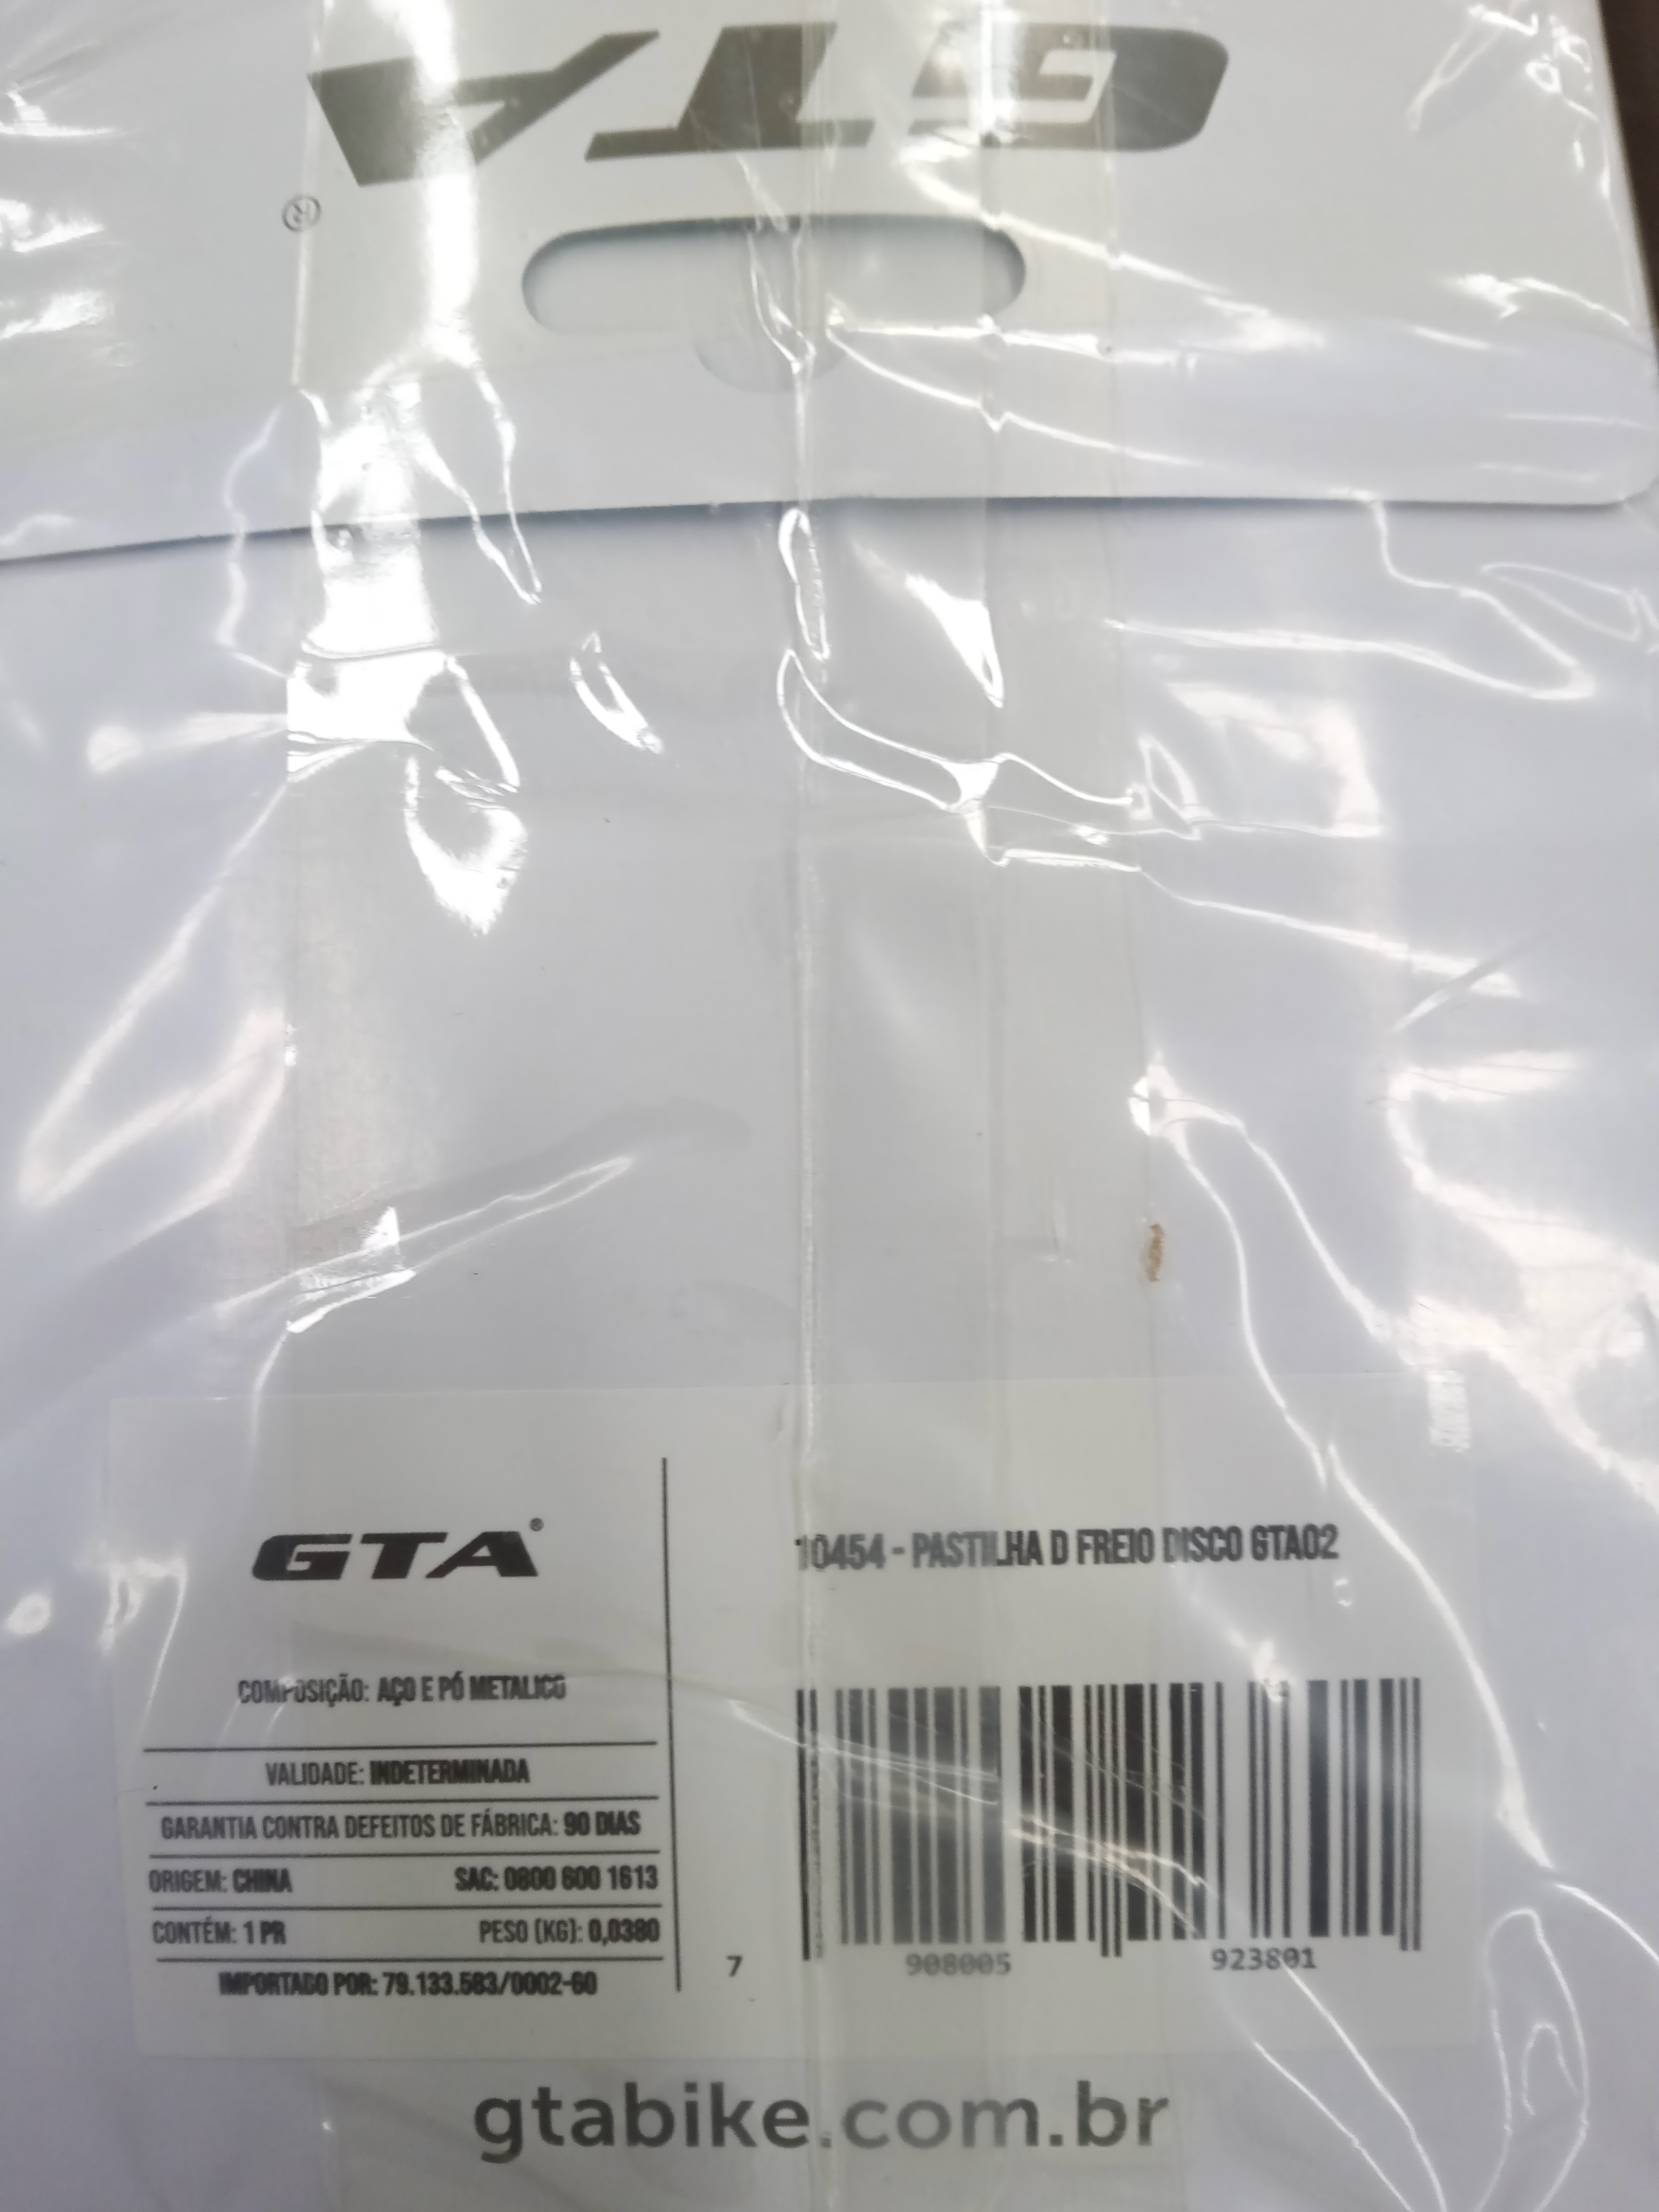 GTA®
GTA®
COMPOSIÇÃO: AÇO E PÓ METALICO
VALIDADE: INDETERMINADA
GARANTIA CONTRA DEFEITOS DE FÁBRICA: 90 DIAS
ORIGEM: CHINA SAC: 0800 600 1613
CONTÉM: 1 PR PESO (KG): 0,0380
IMPORTADO POR: 79.133.583/0002-60
10454 - PASTILHA D FREIO DISCO GTA02
7 908005 923801
gtabike.com.br